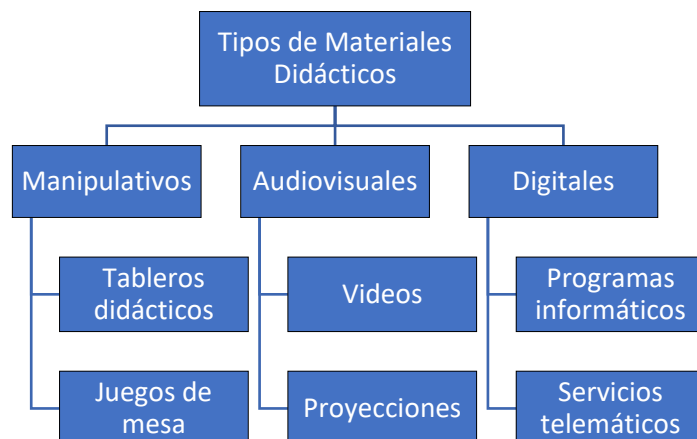 Tipos de Materiales
Didácticos
Manipulativos
Audiovisuales
Digitales
Tableros
didácticos
Videos
Programas
informáticos
Juegos de
mesa
Proyecciones
Servicios
telemáticos